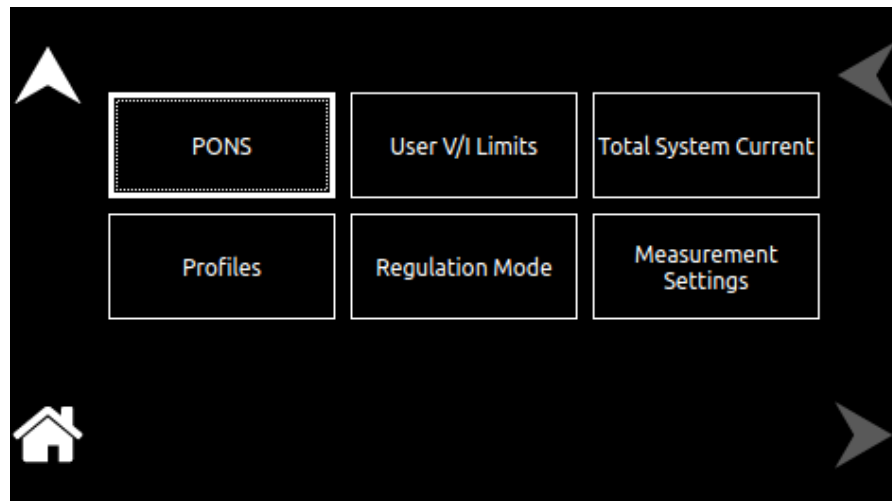 PONS
User V/I Limits
Total System Current
Profiles
Regulation Mode
Measurement
Settings